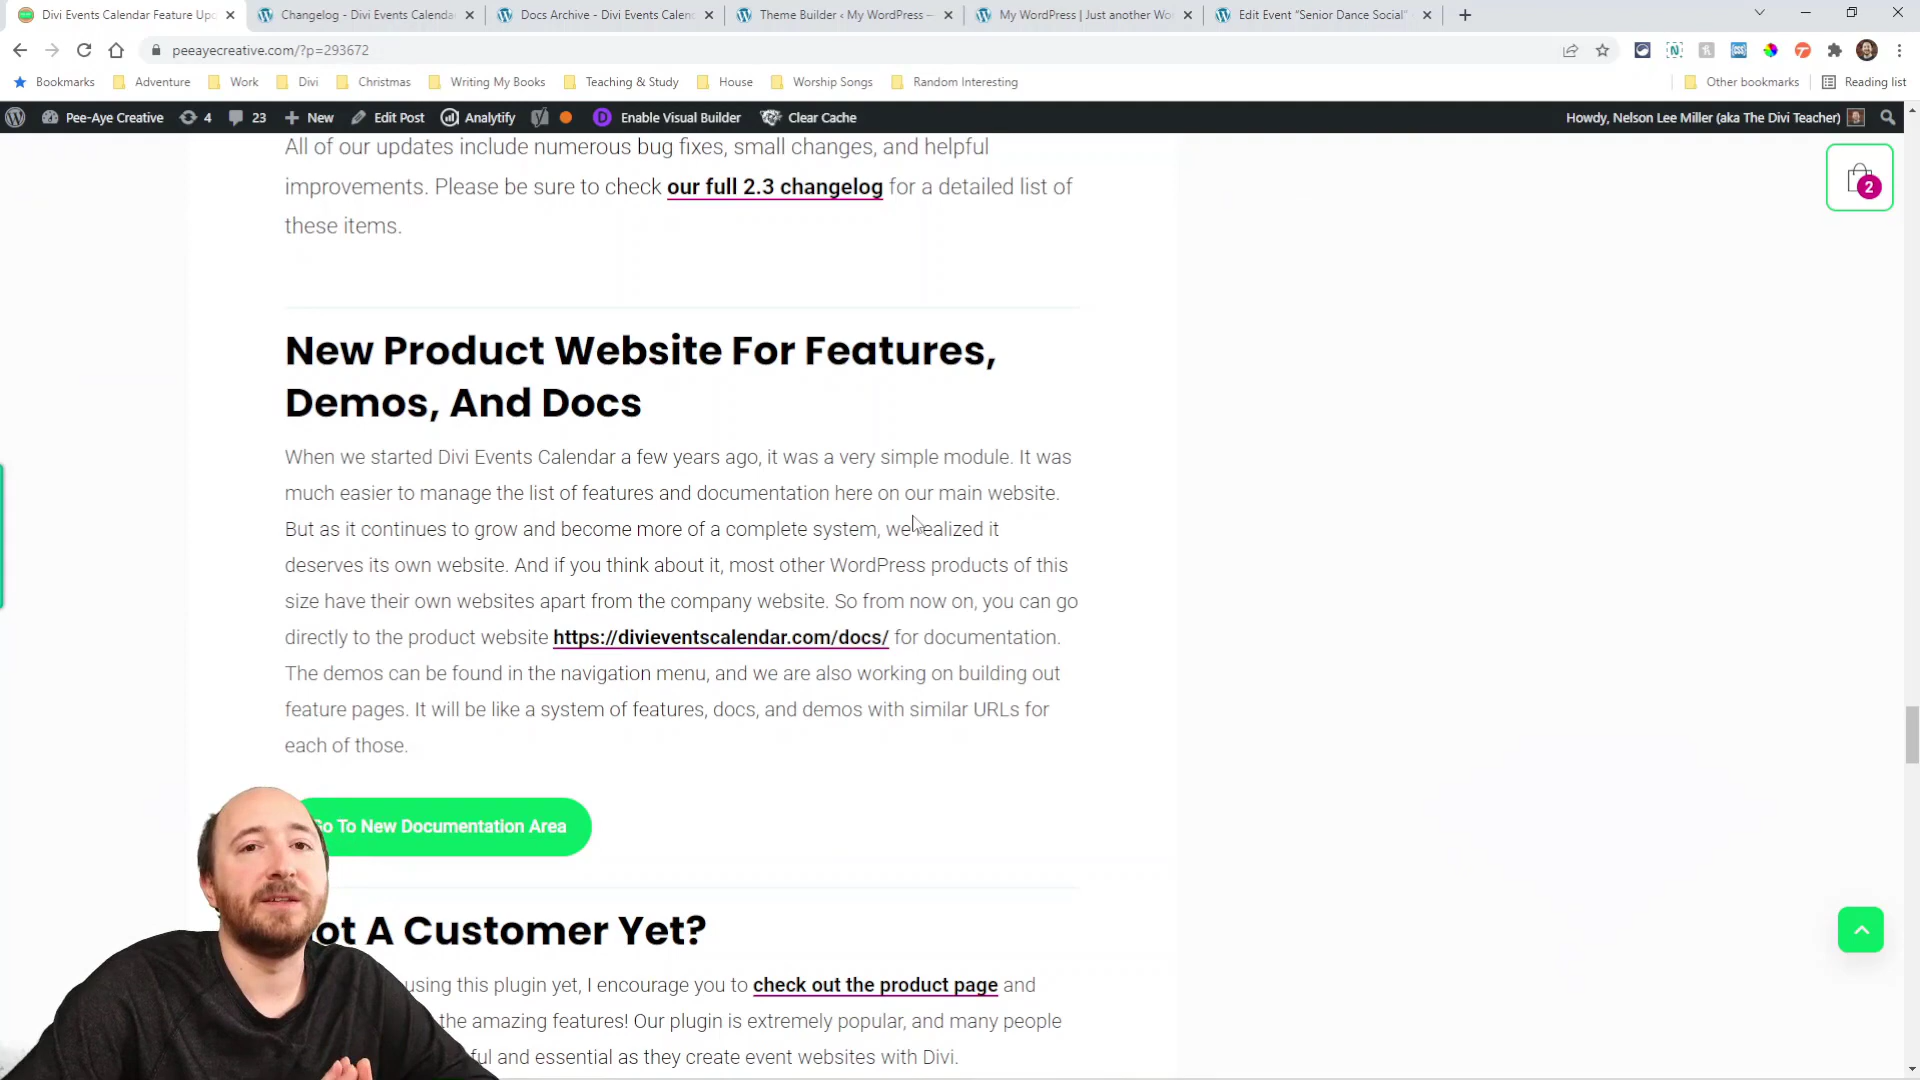 Divi Events Calendar Feature Upd
Changelog - Divi Events Calenda
Docs Archive - Divi Events Calen
Theme Builder ‹ My WordPress —
My WordPress | Just another Wo
Edit Event “Senior Dance Social”
peeayecreative.com/?p=293672
Bookmarks
Adventure
Work
Divi
Christmas
Writing My Books
Teaching & Study
House
Worship Songs
Random Interesting
Other bookmarks
Reading list
Pee-Aye Creative
4
23
New
Edit Post
Analytify
Enable Visual Builder
Clear Cache
Howdy, Nelson Lee Miller (aka The Divi Teacher)
2
All of our updates include numerous bug fixes, small changes, and helpful
improvements. Please be sure to check our full 2.3 changelog for a detailed list of
these items.
New Product Website For Features,
Demos, And Docs
When we started Divi Events Calendar a few years ago, it was a very simple module. It was
much easier to manage the list of features and documentation here on our main website.
But as it continues to grow and become more of a complete system, we realized it
deserves its own website. And if you think about it, most other WordPress products of this
size have their own websites apart from the company website. So from now on, you can go
directly to the product website https://divieventscalendar.com/docs/ for documentation.
The demos can be found in the navigation menu, and we are also working on building out
feature pages. It will be like a system of features, docs, and demos with similar URLs for
each of those.
Go To New Documentation Area
ot A Customer Yet?
using this plugin yet, I encourage you to check out the product page and
the amazing features! Our plugin is extremely popular, and many people
ful and essential as they create event websites with Divi.